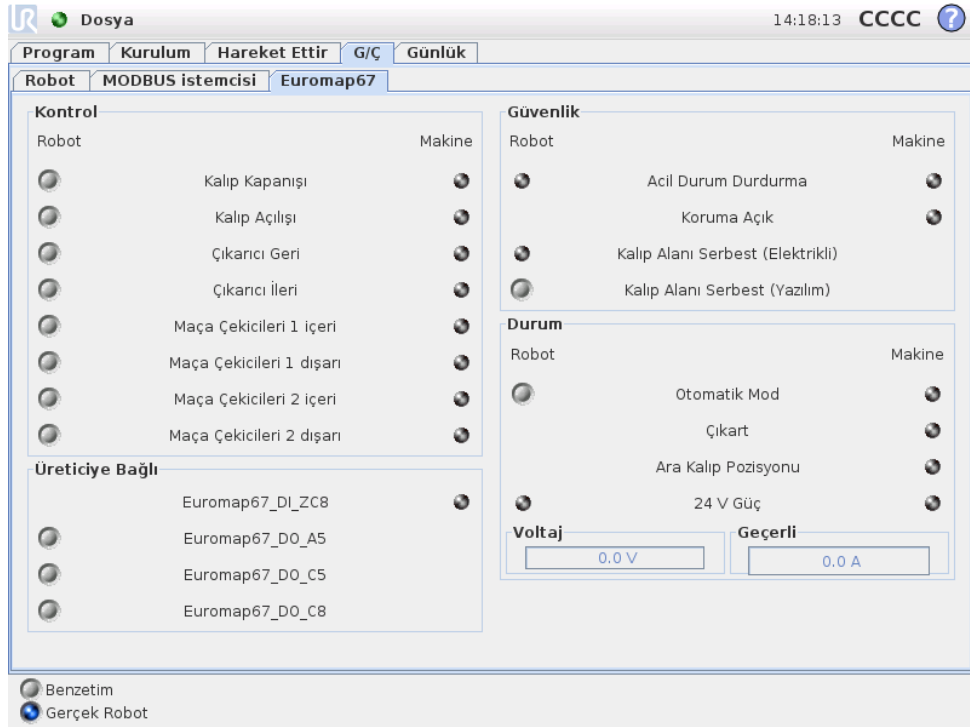 UR Dosya 14:18:13 CCCC ?
Program Kurulum Hareket Ettir G/Ç Günlük
Robot MODBUS istemcisi Euromap67
Kontrol
Robot Makine
Kalıp Kapanışı
Kalıp Açılışı
Çıkarıcı Geri
Çıkarıcı İleri
Maça Çekicileri 1 içeri
Maça Çekicileri 1 dışarı
Maça Çekicileri 2 içeri
Maça Çekicileri 2 dışarı
Üreticiye Bağlı
Euromap67_DI_ZC8
Euromap67_DO_A5
Euromap67_DO_C5
Euromap67_DO_C8
Güvenlik
Robot Makine
Acil Durum Durdurma
Koruma Açık
Kalıp Alanı Serbest (Elektrikli)
Kalıp Alanı Serbest (Yazılım)
Durum
Robot Makine
Otomatik Mod
Çıkart
Ara Kalıp Pozisyonu
24 V Güç
Voltaj Geçerli
0.0 V 0.0 A
Benzetim
Gerçek Robot